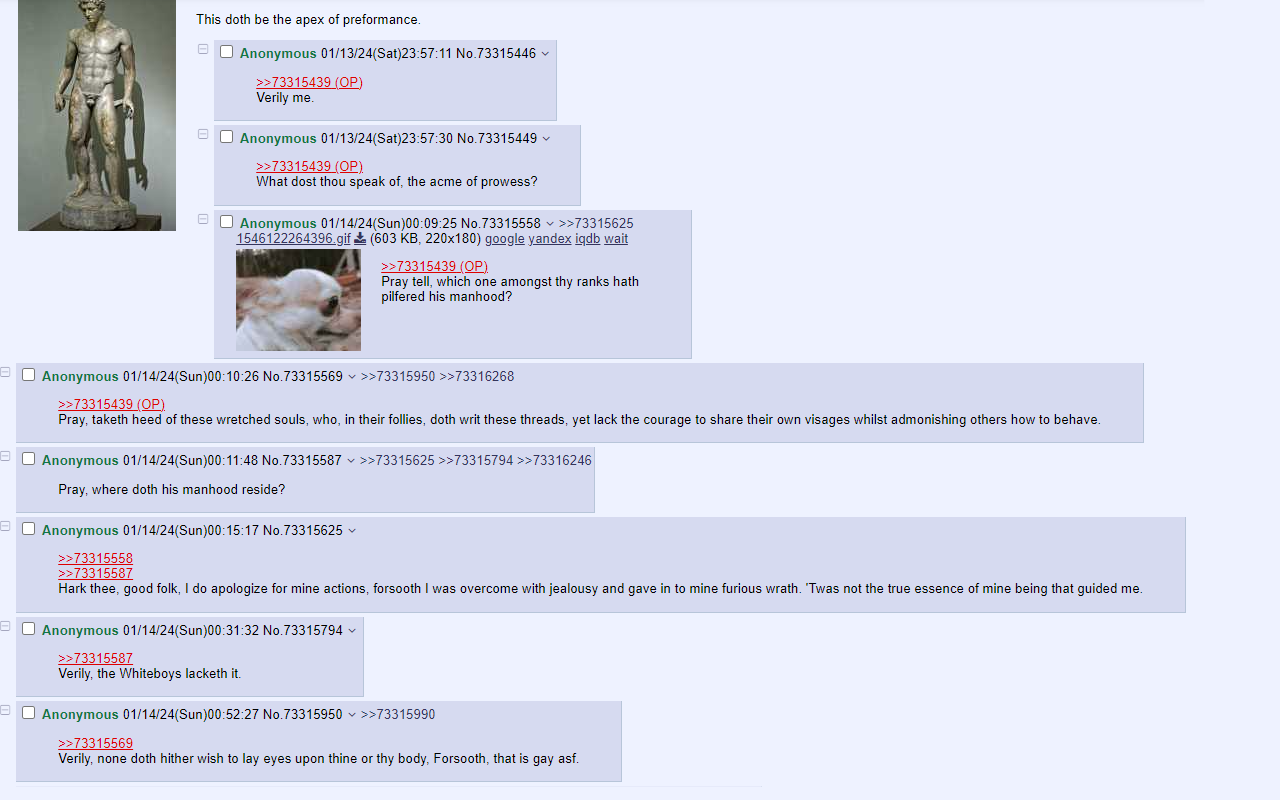 This doth be the apex of preformance.
Anonymous 01/13/24(Sat)23:57:11 No.73315446
>>73315439 (OP)
Verily me.
Anonymous 01/13/24(Sat)23:57:30 No.73315449
>>73315439 (OP)
What dost thou speak of, the acme of prowess?
Anonymous 01/14/24(Sun)00:09:25 No.73315558 >>73315625
1546122264396.gif (603 KB, 220x180) google yandex iqdb wait
>>73315439 (OP)
Pray tell, which one amongst thy ranks hath
pilfered his manhood?
Anonymous 01/14/24(Sun)00:10:26 No.73315569 >>73315950 >>73316268
>>73315439 (OP)
Pray, taketh heed of these wretched souls, who, in their follies, doth writ these threads, yet lack the courage to share their own visages whilst admonishing others how to behave.
Anonymous 01/14/24(Sun)00:11:48 No.73315587 >>73315625 >>73315794 >>73316246
Pray, where doth his manhood reside?
Anonymous 01/14/24(Sun)00:15:17 No.73315625
>>73315558
>>73315587
Hark thee, good folk, I do apologize for mine actions, forsooth I was overcome with jealousy and gave in to mine furious wrath. 'Twas not the true essence of mine being that guided me.
Anonymous 01/14/24(Sun)00:31:32 No.73315794
>>73315587
Verily, the Whiteboys lacketh it.
Anonymous 01/14/24(Sun)00:52:27 No.73315950 >>73315990
>>73315569
Verily, none doth hither wish to lay eyes upon thine or thy body, Forsooth, that is gay asf.